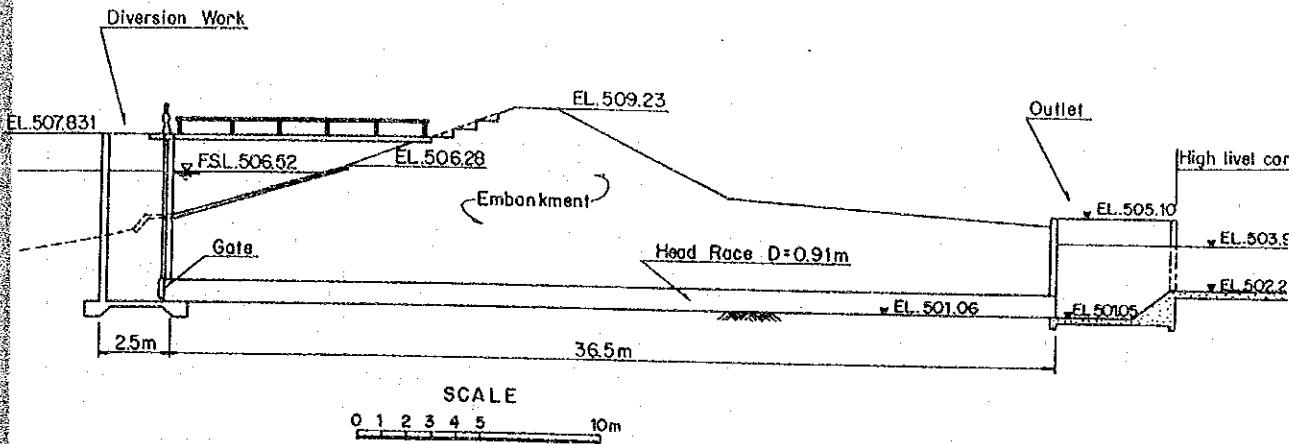 Diversion Work
EL.509.23
EL.507.831
Outlet
F.S.L.506.52
EL.506.28
High livel
Embankment
EL.505.10
Gate
Head Race D=0.91m
EL.501.06
EL.501.05
2.5m
36.5m
SCALE
0 1 2 3 4 5 10m